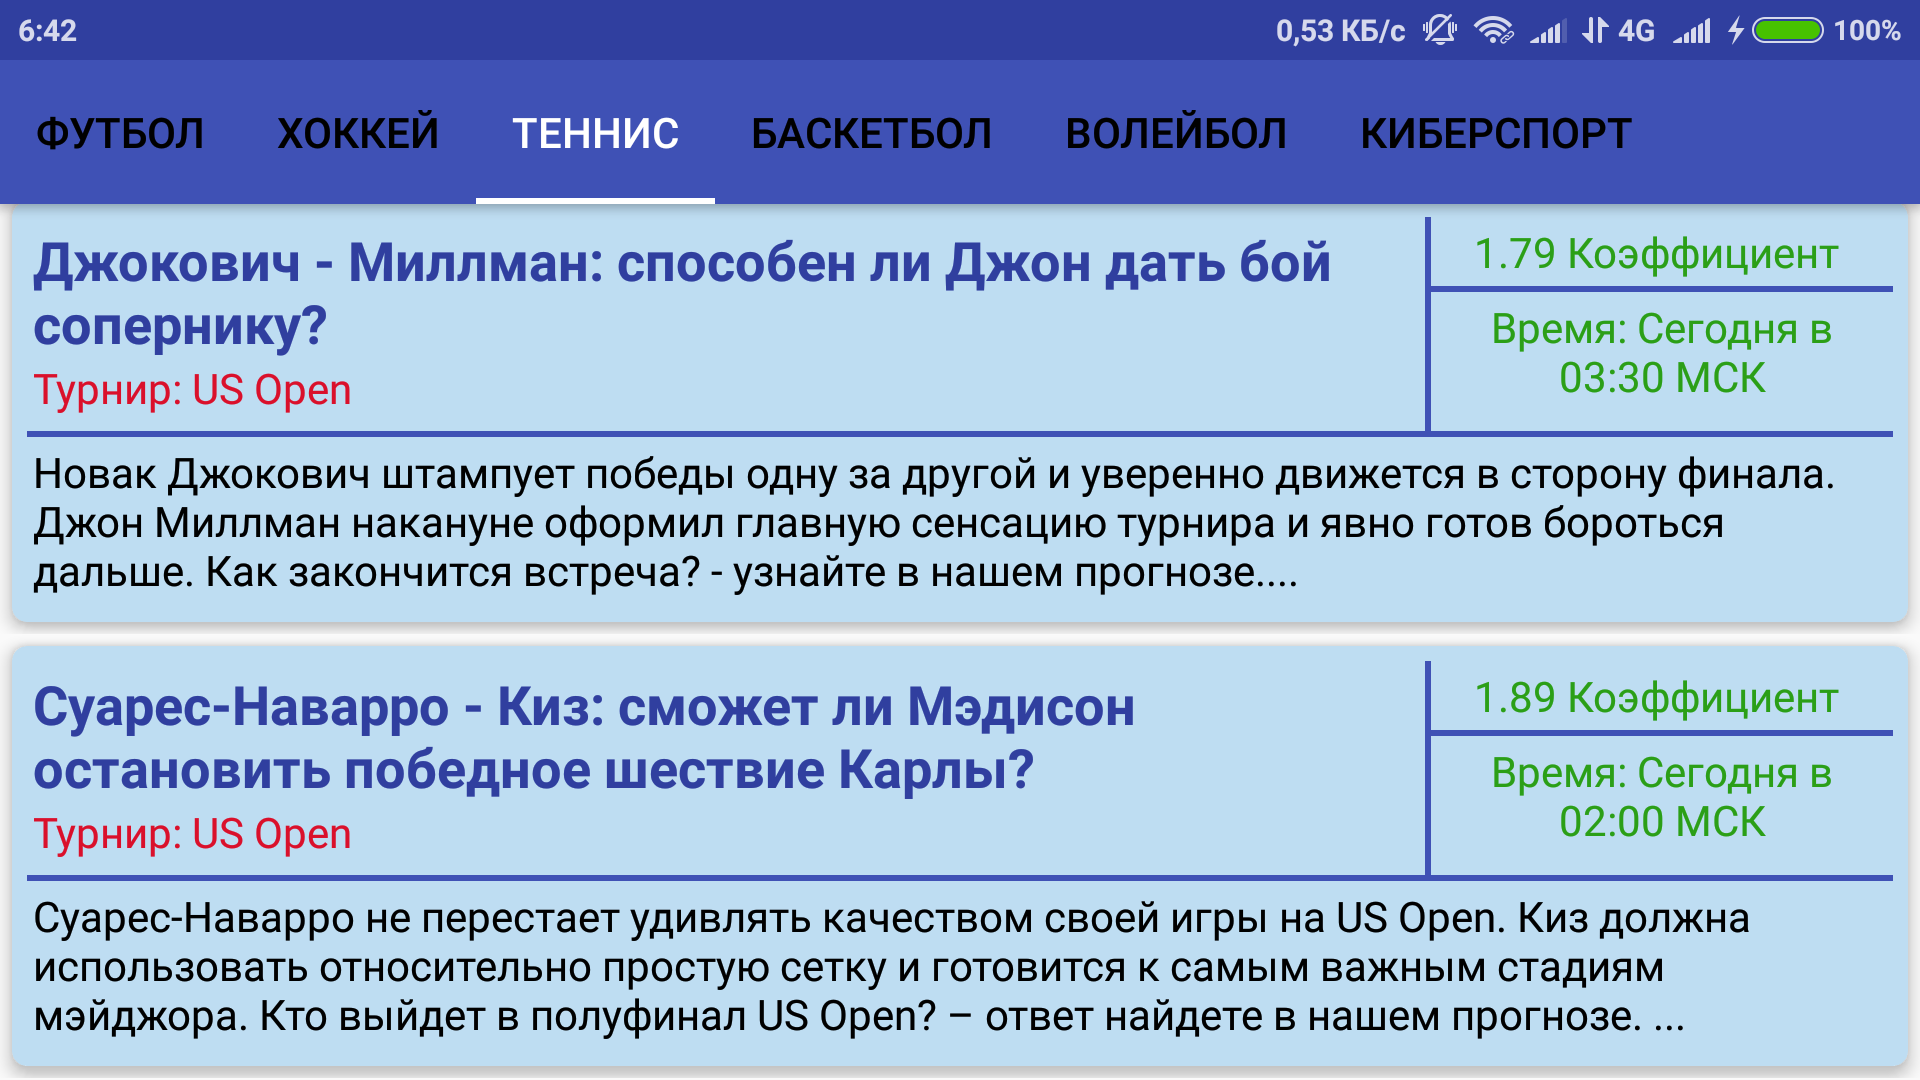 6:42
0,53 КБ/с 4G 100%
ФУТБОЛ ХОККЕЙ ТЕННИС БАСКЕТБОЛ ВОЛЕЙБОЛ КИБЕРСПОРТ
Джокович - Миллман: способен ли Джон дать бой
сопернику?
Турнир: US Open
1.79 Коэффициент
Время: Сегодня в
03:30 МСК
Новак Джокович штампует победы одну за другой и уверенно движется в сторону финала.
Джон Миллман накануне оформил главную сенсацию турнира и явно готов бороться
дальше. Как закончится встреча? - узнайте в нашем прогнозе....
Суарес-Наварро - Киз: сможет ли Мэдисон
остановить победное шествие Карлы?
Турнир: US Open
1.89 Коэффициент
Время: Сегодня в
02:00 МСК
Суарес-Наварро не перестает удивлять качеством своей игры на US Open. Киз должна
использовать относительно простую сетку и готовится к самым важным стадиям
мэйджора. Кто выйдет в полуфинал US Open? – ответ найдете в нашем прогнозе. ...